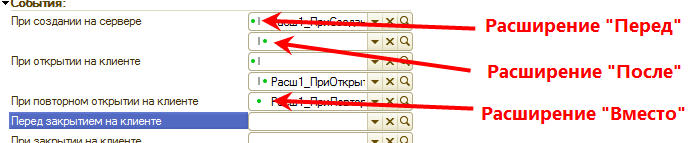 События:
При создании на сервере
Расш1_ПриСоздан
Расширение "Перед"
При открытии на клиенте
Расш1_ПриОткрыт
Расширение "После"
При повторном открытии на клиенте
Расш1_ПриПовтор
Расширение "Вместо"
Перед закрытием на клиенте
При закрытии на клиенте